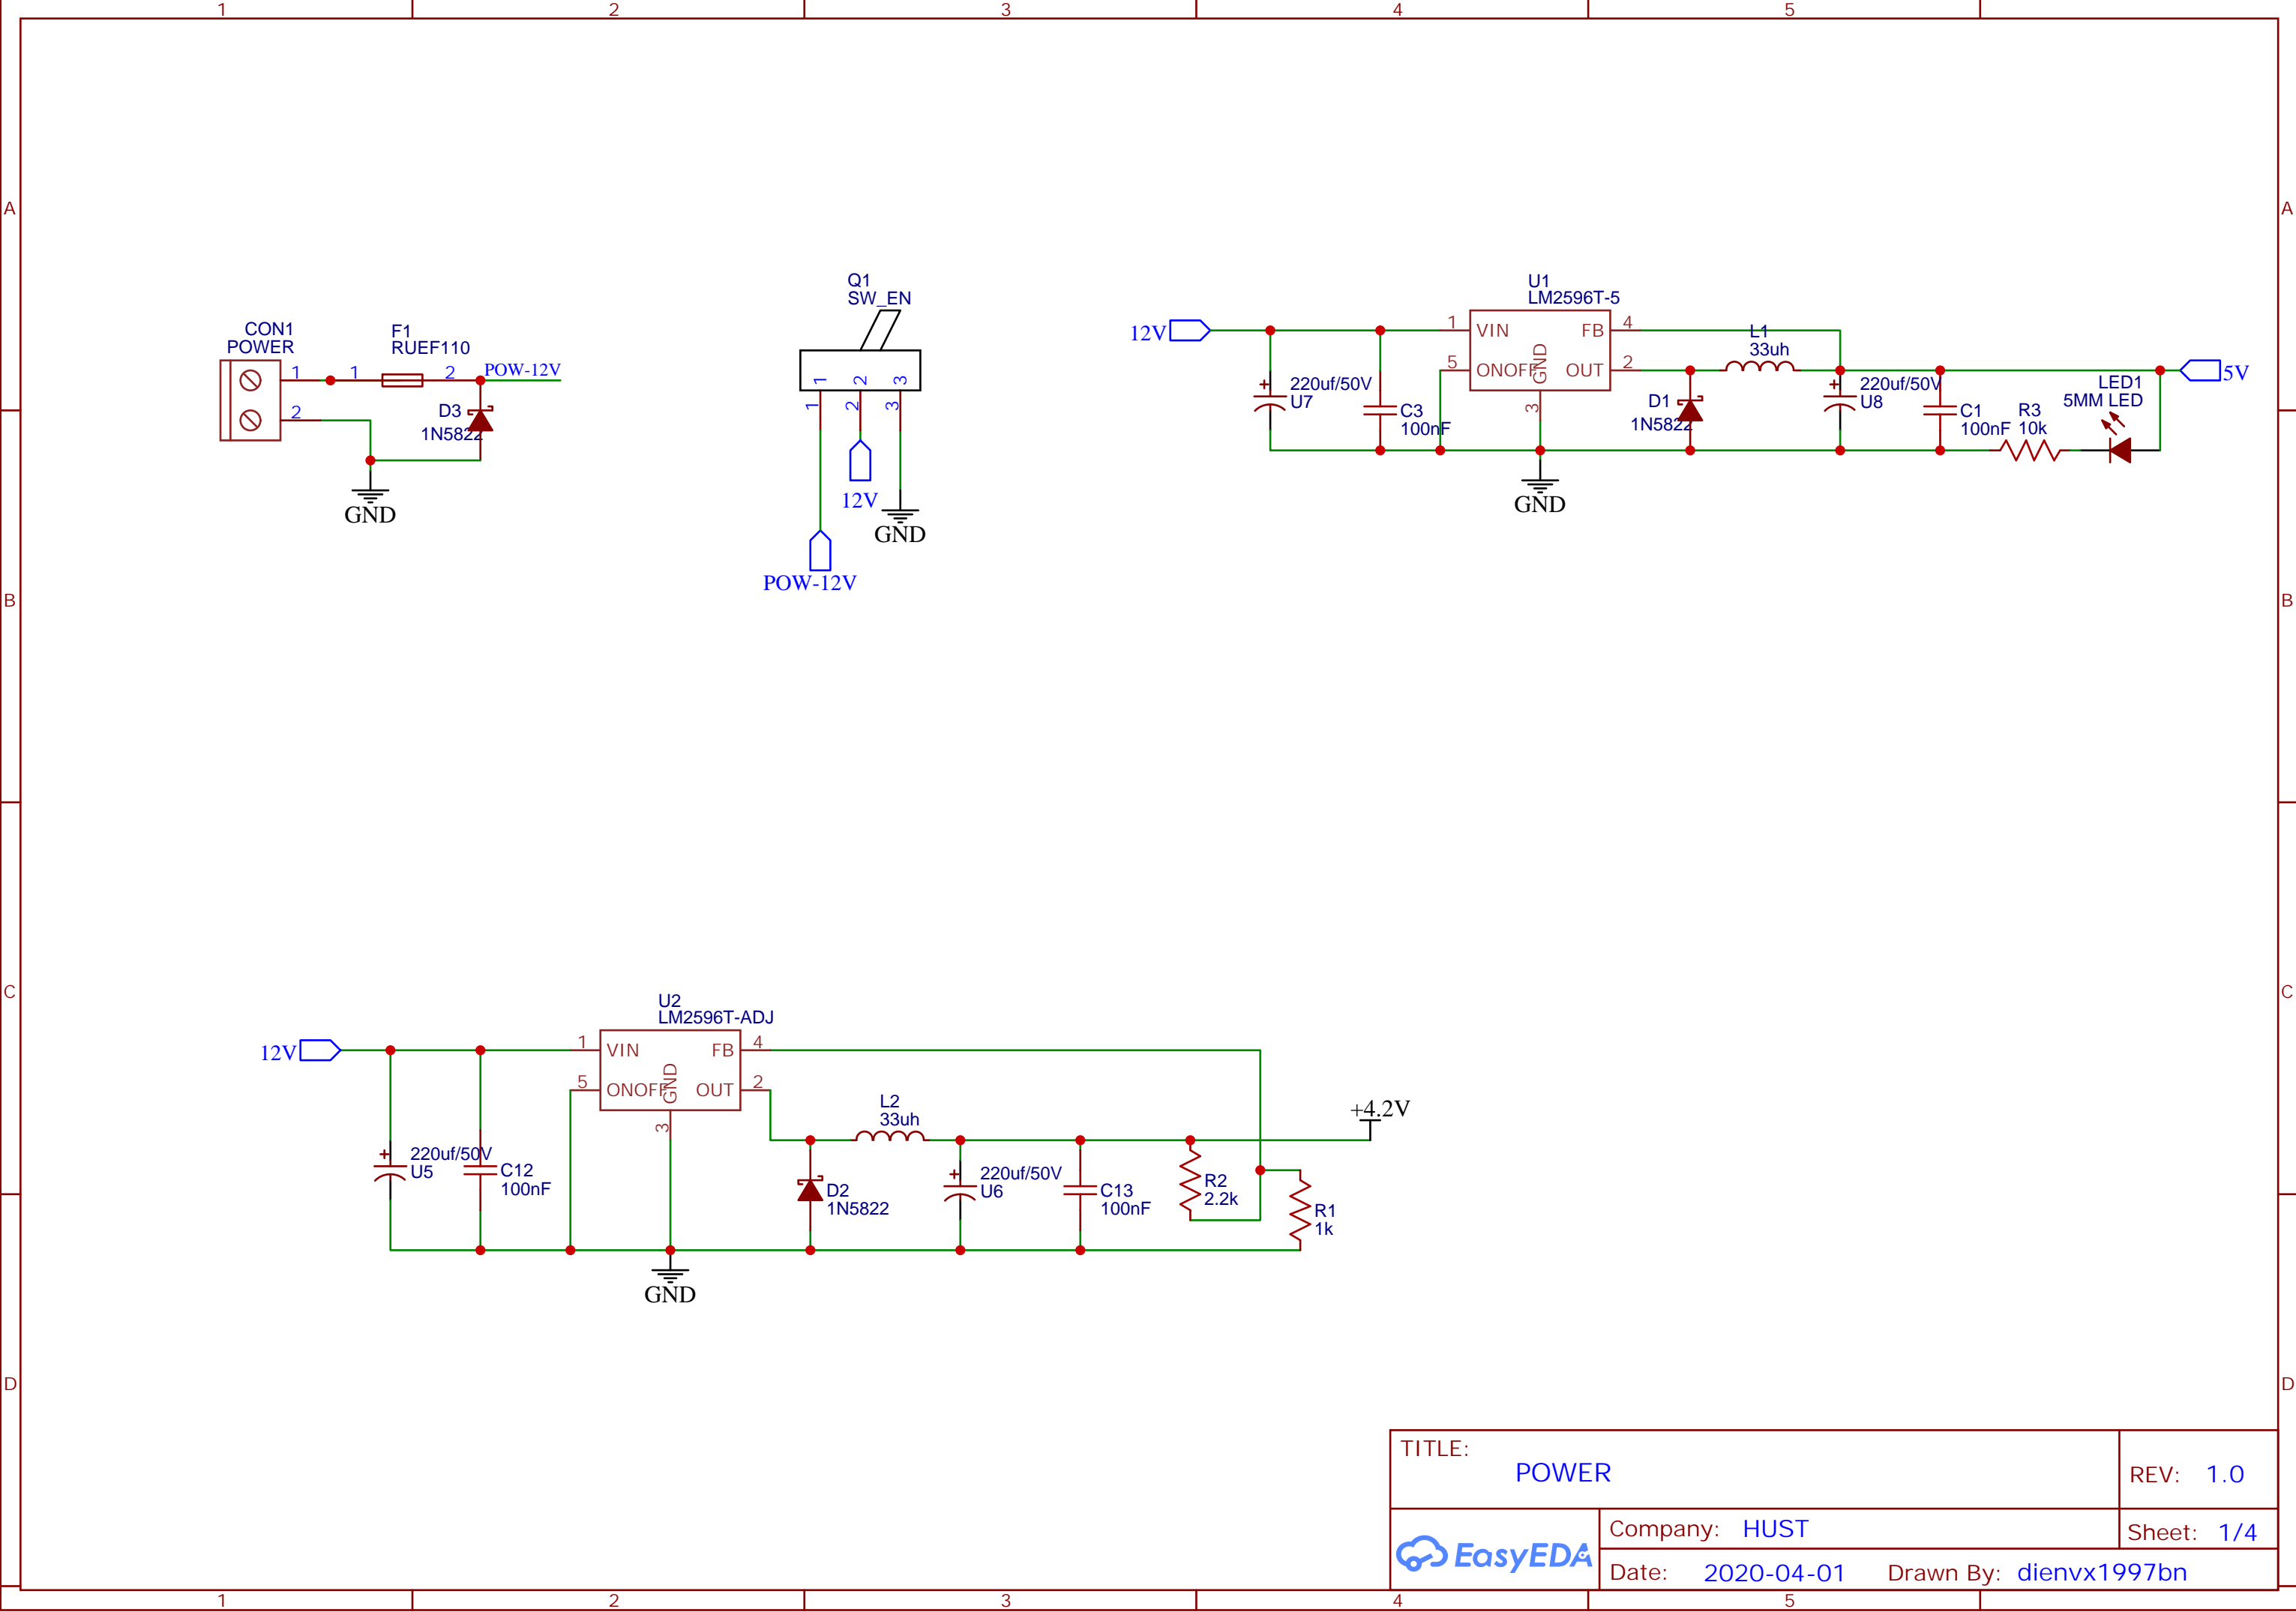 1 2 3 4 5
A A
B B
C C
D D
CON1
POWER
1
2
F1
RUEF110
1 2
POW-12V
D3
1N5822
GND
Q1
SW_EN
1 2 3
1 2 3
12V
GND
POW-12V
12V
U1
LM2596T-5
1 VIN FB 4
5 ONOFF GND OUT 2
3
220uf/50V
U7
C3
100nF
L1
33uh
D1
1N5822
220uf/50V
U8
C1
100nF
R3
10k
LED1
5MM LED
5V
GND
12V
U2
LM2596T-ADJ
1 VIN FB 4
5 ONOFF GND OUT 2
3
220uf/50V
U5
C12
100nF
L2
33uh
D2
1N5822
220uf/50V
U6
C13
100nF
R2
2.2k
R1
1k
+4.2V
GND
TITLE:
POWER
REV: 1.0
EasyEDA
Company: HUST
Sheet: 1/4
Date: 2020-04-01 Drawn By: dienvx1997bn
1 2 3 4 5